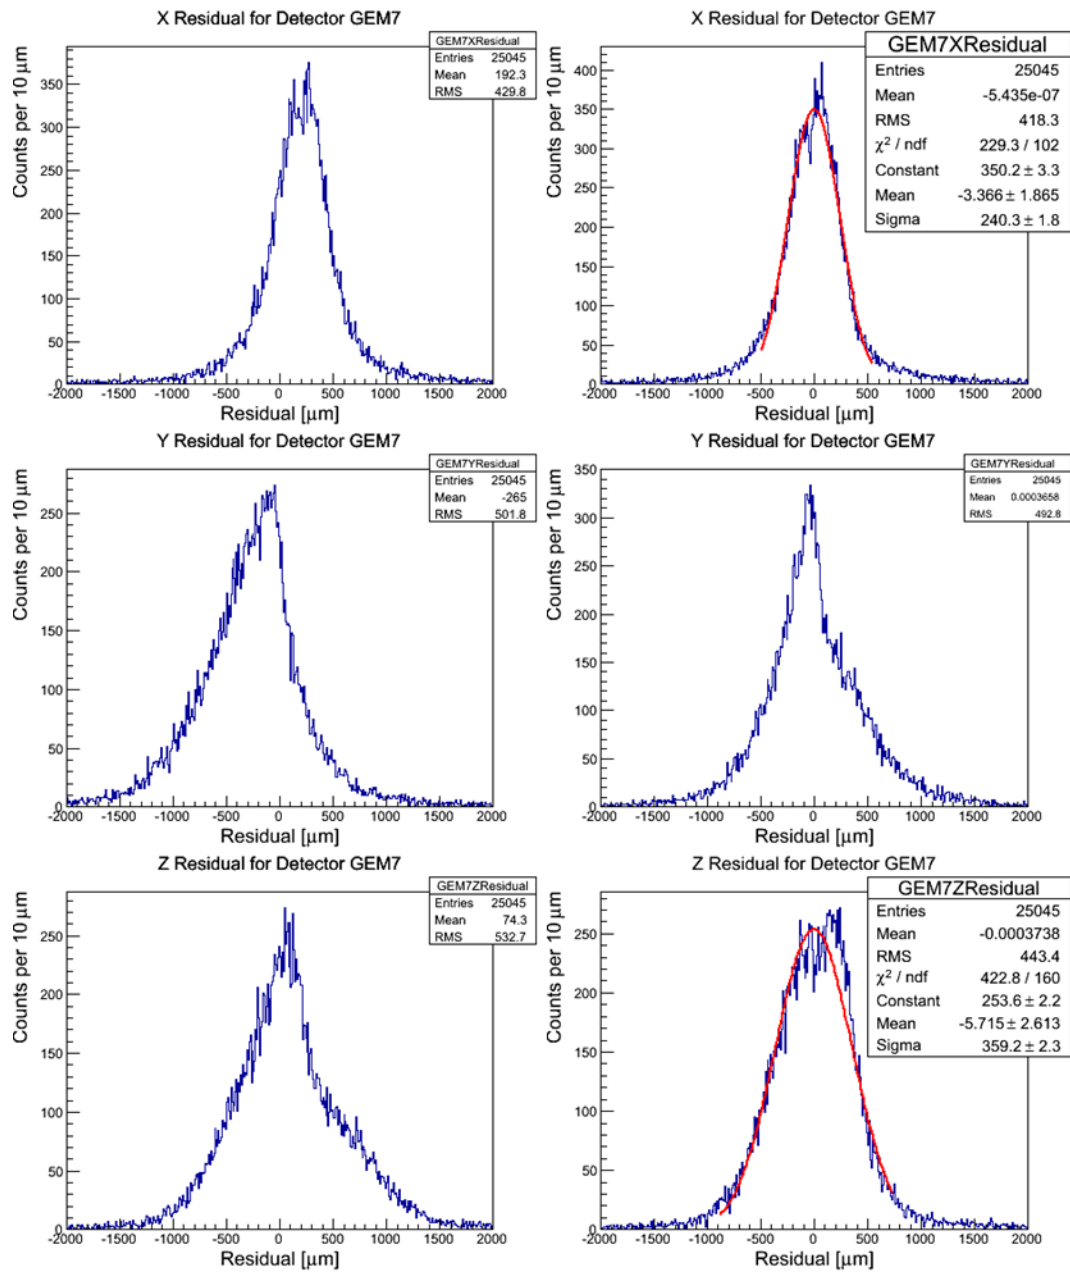 X Residual for Detector GEM7
Counts per 10 μm
350
300
250
200
150
100
50
0
-2000 -1500 -1000 -500 0 500 1000 1500 2000
Residual [μm]
GEM7XResidual
Entries 25045
Mean 192.3
RMS 429.8
X Residual for Detector GEM7
Counts per 10 μm
400
350
300
250
200
150
100
50
0
-2000 -1500 -1000 -500 0 500 1000 1500 2000
Residual [μm]
GEM7XResidual
Entries 25045
Mean -5.435e-07
RMS 418.3
χ² / ndf 229.3 / 102
Constant 350.2 ± 3.3
Mean -3.366 ± 1.865
Sigma 240.3 ± 1.8
Y Residual for Detector GEM7
Counts per 10 μm
250
200
150
100
50
0
-2000 -1500 -1000 -500 0 500 1000 1500 2000
Residual [μm]
GEM7YResidual
Entries 25045
Mean -265
RMS 501.8
Y Residual for Detector GEM7
Counts per 10 μm
350
300
250
200
150
100
50
0
-2000 -1500 -1000 -500 0 500 1000 1500 2000
Residual [μm]
GEM7YResidual
Entries 25045
Mean 0.0003658
RMS 492.8
Z Residual for Detector GEM7
Counts per 10 μm
250
200
150
100
50
0
-2000 -1500 -1000 -500 0 500 1000 1500 2000
Residual [μm]
GEM7ZResidual
Entries 25045
Mean 74.3
RMS 532.7
Z Residual for Detector GEM7
Counts per 10 μm
250
200
150
100
50
0
-2000 -1500 -1000 -500 0 500 1000 1500 2000
Residual [μm]
GEM7ZResidual
Entries 25045
Mean -0.0003738
RMS 443.4
χ² / ndf 422.8 / 160
Constant 253.6 ± 2.2
Mean -5.715 ± 2.613
Sigma 359.2 ± 2.3